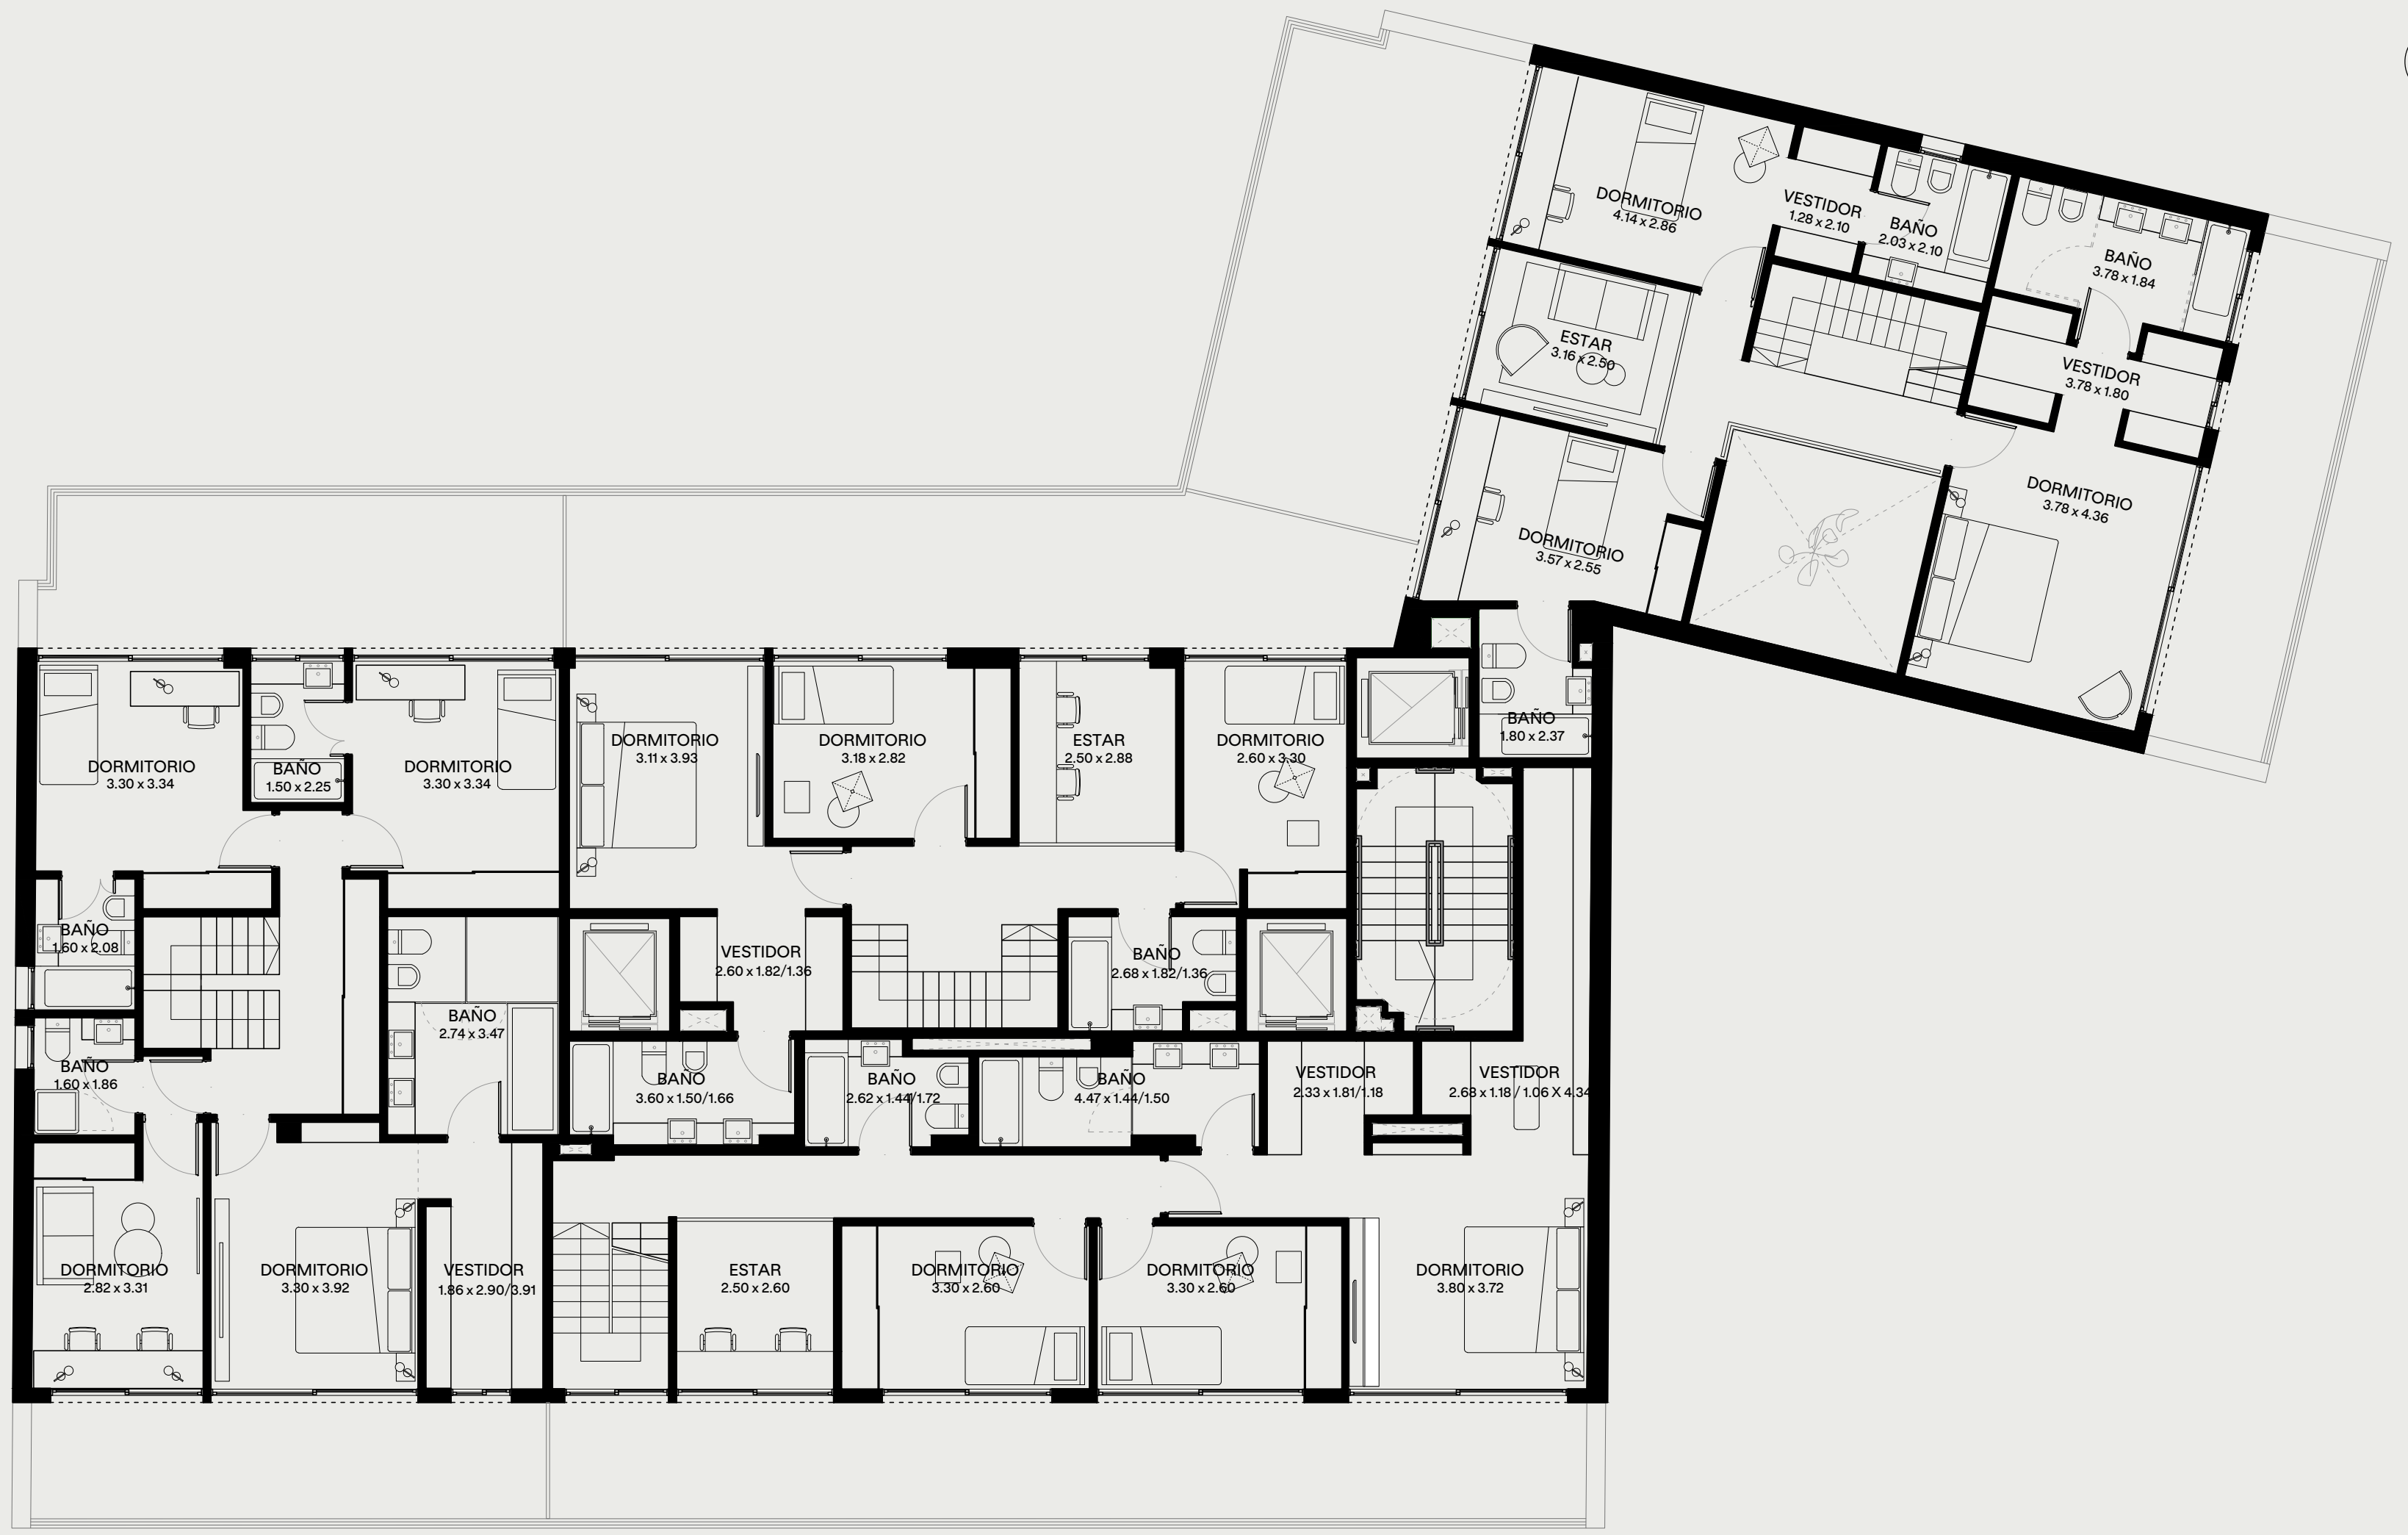 DORMITORIO
4.14 x 2.86
VESTIDOR
1.28 x 2.10
BAÑO
2.03 x 2.10
BAÑO
3.78 x 1.84
ESTAR
3.16 x 2.50
VESTIDOR
3.78 x 1.80
DORMITORIO
3.57 x 2.55
DORMITORIO
3.78 x 4.36
DORMITORIO
3.30 x 3.34
BAÑO
1.50 x 2.25
DORMITORIO
3.30 x 3.34
DORMITORIO
3.11 x 3.93
DORMITORIO
3.18 x 2.82
ESTAR
2.50 x 2.88
DORMITORIO
2.60 x 3.30
BAÑO
1.80 x 2.37
BAÑO
1.60 x 2.08
VESTIDOR
2.60 x 1.82/1.36
BAÑO
2.68 x 1.82/1.36
BAÑO
2.74 x 3.47
BAÑO
1.60 x 1.86
BAÑO
3.60 x 1.50/1.66
BAÑO
2.62 x 1.44/1.72
BAÑO
4.47 x 1.44/1.50
VESTIDOR
2.33 x 1.81/1.18
VESTIDOR
2.68 x 1.18 / 1.06 X 4.34
DORMITORIO
2.82 x 3.31
DORMITORIO
3.30 x 3.92
VESTIDOR
1.86 x 2.90/3.91
ESTAR
2.50 x 2.60
DORMITORIO
3.30 x 2.60
DORMITORIO
3.30 x 2.60
DORMITORIO
3.80 x 3.72